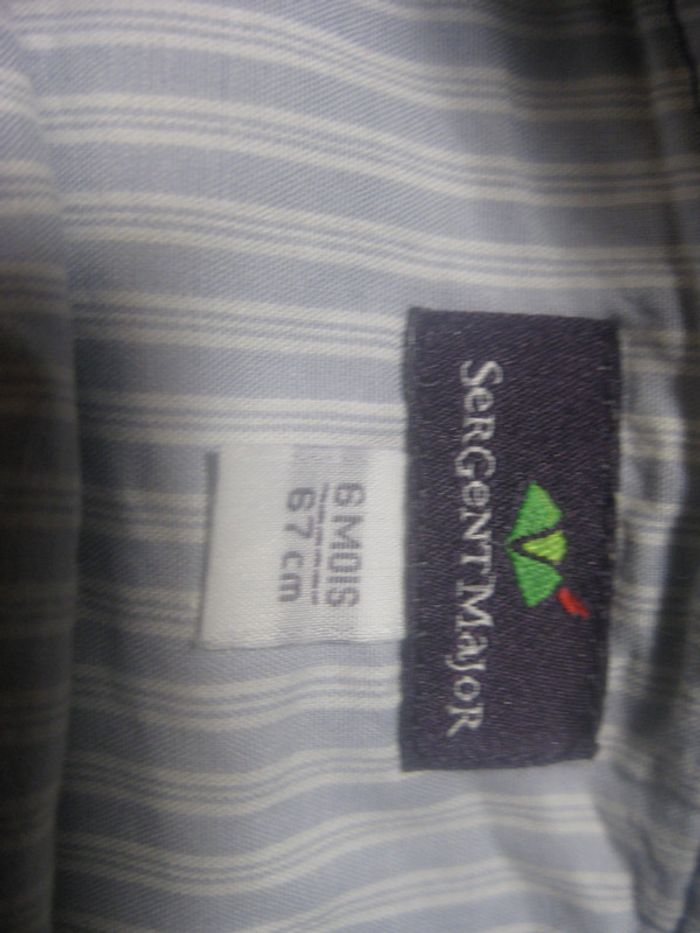 SerGent Major
6 MOIS
67 cm